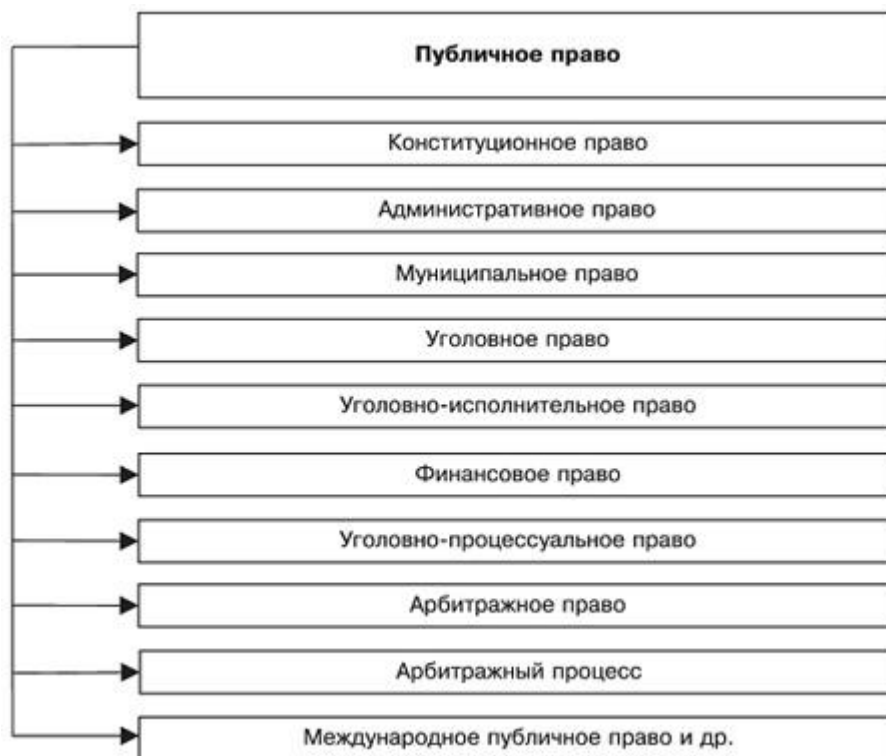 Публичное право
Конституционное право
Административное право
Муниципальное право
Уголовное право
Уголовно-исполнительное право
Финансовое право
Уголовно-процессуальное право
Арбитражное право
Арбитражный процесс
Международное публичное право и др.